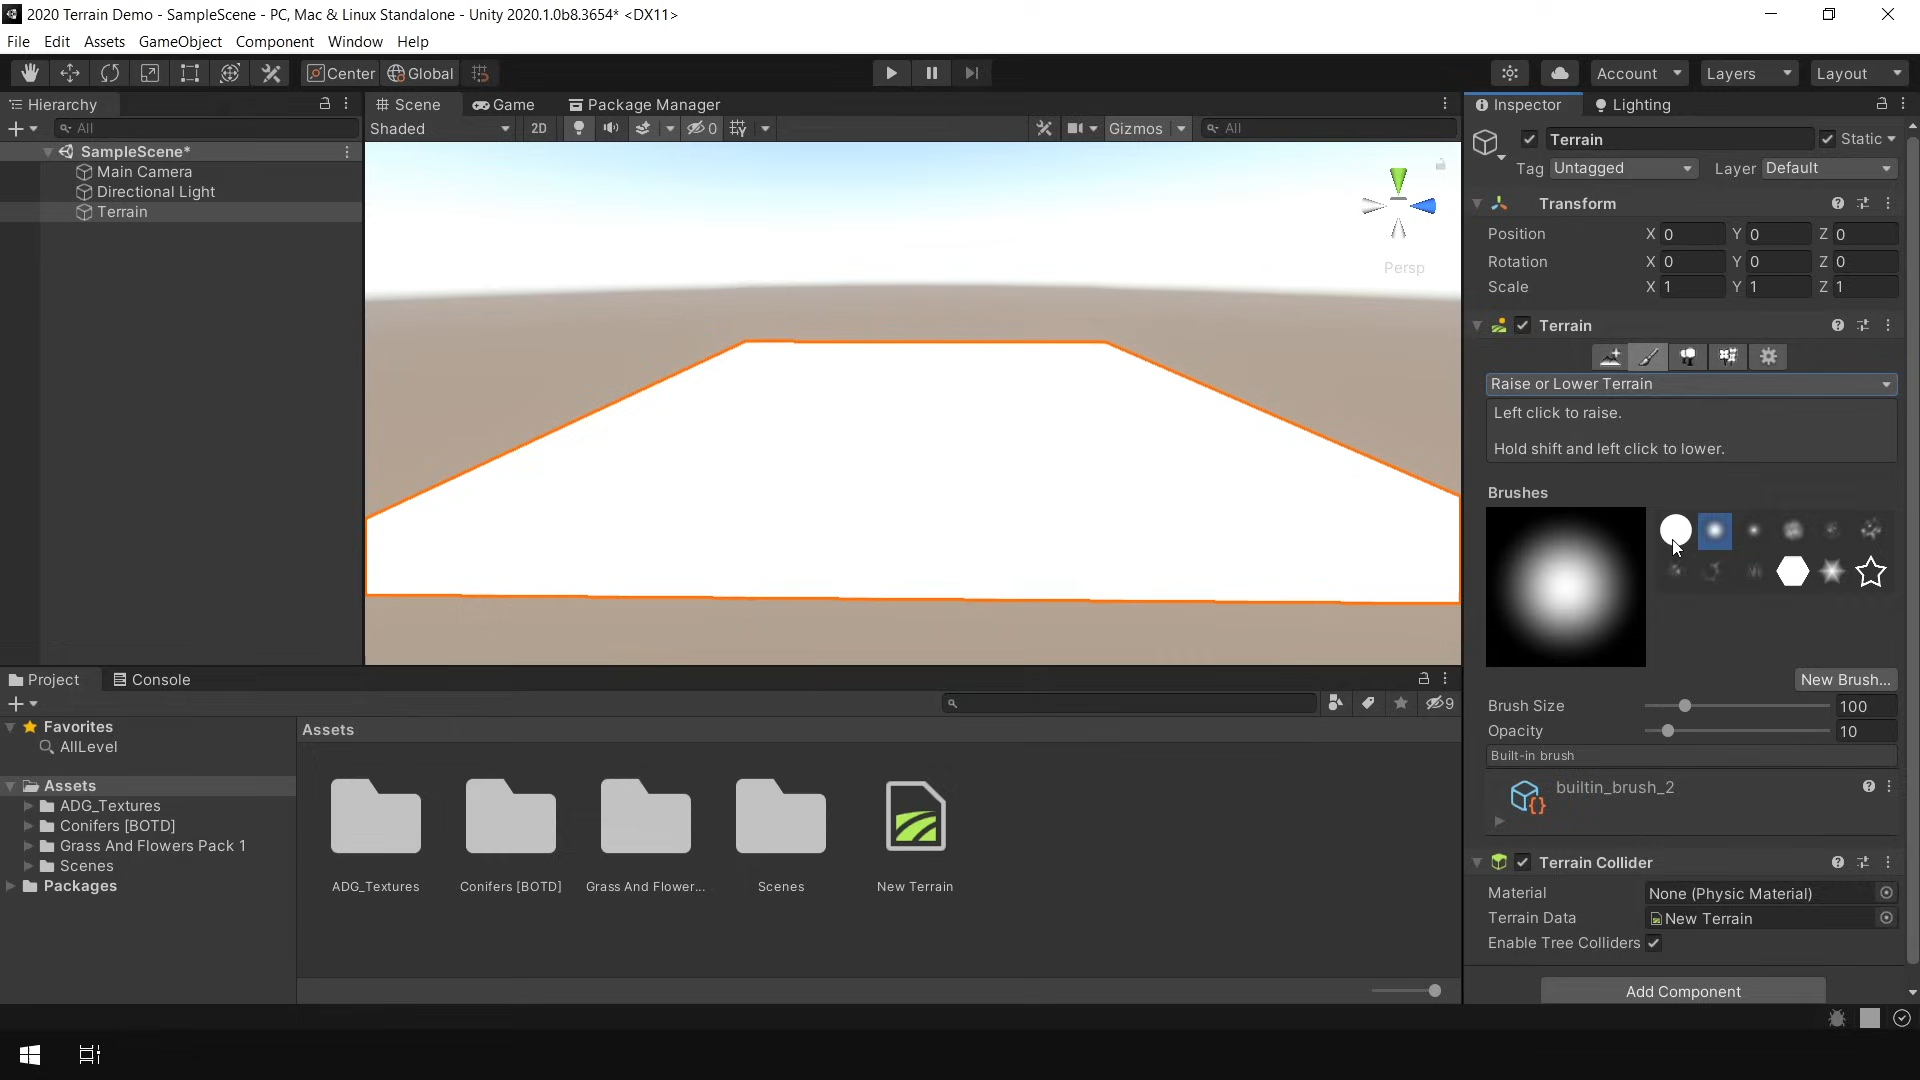 2020 Terrain Demo - SampleScene - PC, Mac & Linux Standalone - Unity 2020.1.0b8.3654* <DX11>
File Edit Assets GameObject Component Window Help
Center Global Account Layers Layout
Hierarchy Scene Game Package Manager Inspector Lighting
All Shaded 2D 0 Gizmos All
SampleScene*
Main Camera
Directional Light
Terrain
Persp
Terrain Static
Tag Untagged Layer Default
Transform
Position X 0 Y 0 Z 0
Rotation X 0 Y 0 Z 0
Scale X 1 Y 1 Z 1
Terrain
Raise or Lower Terrain
Left click to raise.
Hold shift and left click to lower.
Brushes
New Brush...
Brush Size 100
Opacity 10
Built-in brush
builtin_brush_2
Terrain Collider
Material None (Physic Material)
Terrain Data New Terrain
Enable Tree Colliders
Add Component
Project Console
9
Favorites
AllLevel
Assets
ADG_Textures
Conifers [BOTD]
Grass And Flowers Pack 1
Scenes
Packages
Assets
ADG_Textures Conifers [BOTD] Grass And Flower... Scenes New Terrain